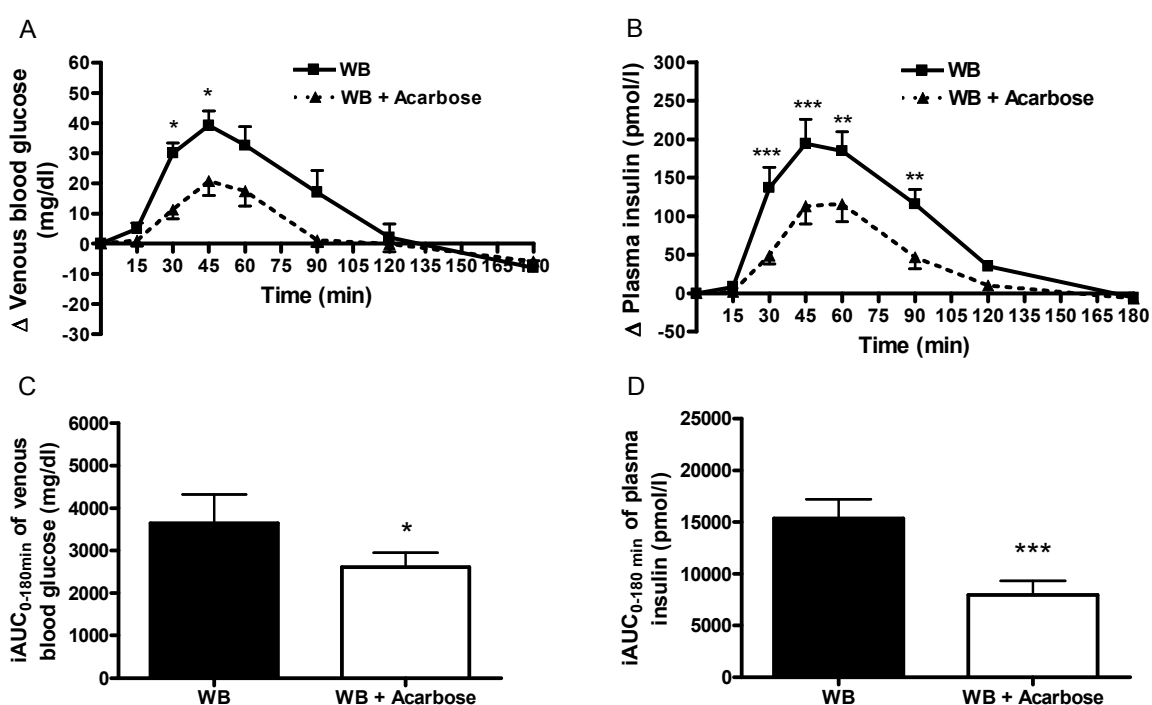 A
Δ Venous blood glucose
(mg/dl)
60
50
40
30
20
10
0
-10
-20
-30
WB
WB + Acarbose
*
*
15 30 45 60 75 90 105 120 135 150 165 180
Time (min)
B
Δ Plasma insulin (pmol/l)
300
250
200
150
100
50
0
-50
WB
WB + Acarbose
***
***
**
**
15 30 45 60 75 90 105 120 135 150 165 180
Time (min)
C
iAUC0-180min of venous
blood glucose (mg/dl)
6000
5000
4000
3000
2000
1000
0
*
WB WB + Acarbose
D
iAUC0-180 min of plasma
insulin (pmol/l)
25000
20000
15000
10000
5000
0
***
WB WB + Acarbose